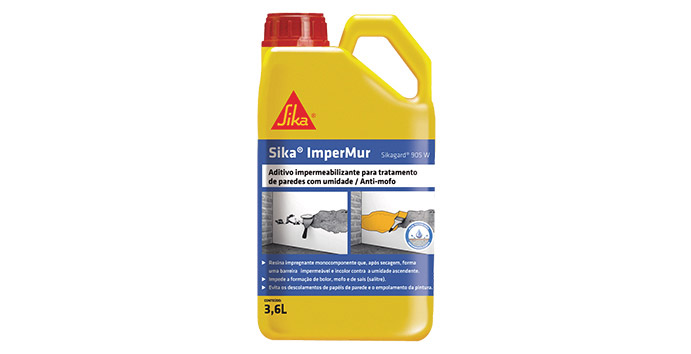 Sika®
Sika® ImperMur Sikagard® 905 W
Aditivo impermeabilizante para tratamento
de paredes com umidade / Anti-mofo
Resina impregnante monocomponente que, após secagem, forma
uma barreira impermeável e incolor contra a umidade ascendente.
Impede a formação de bolor, mofo e de sais (salitre).
Evita os descolamentos de papéis de parede e o empolamento da pintura.
CONTEÚDO:
3,6L